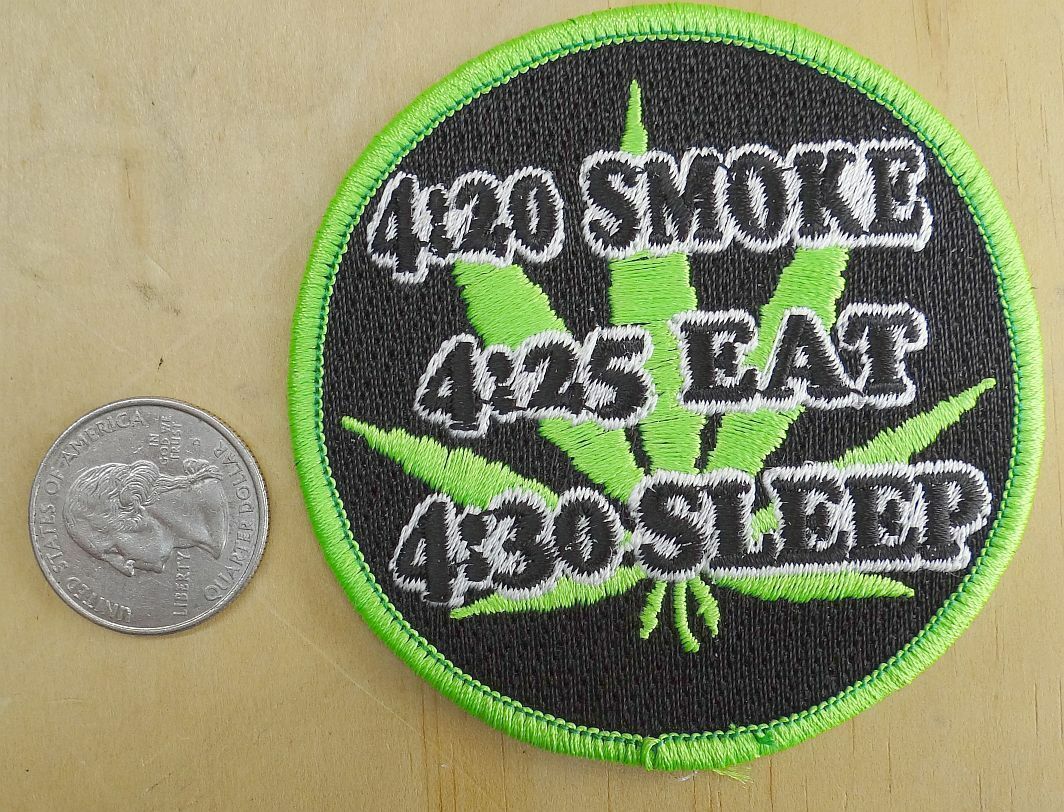 4:20 SMOKE
4:25 EAT
4:30 SLEEP
UNITED STATES OF AMERICA
IN
GOD WE
TRUST
LIBERTY
QUARTER DOLLAR